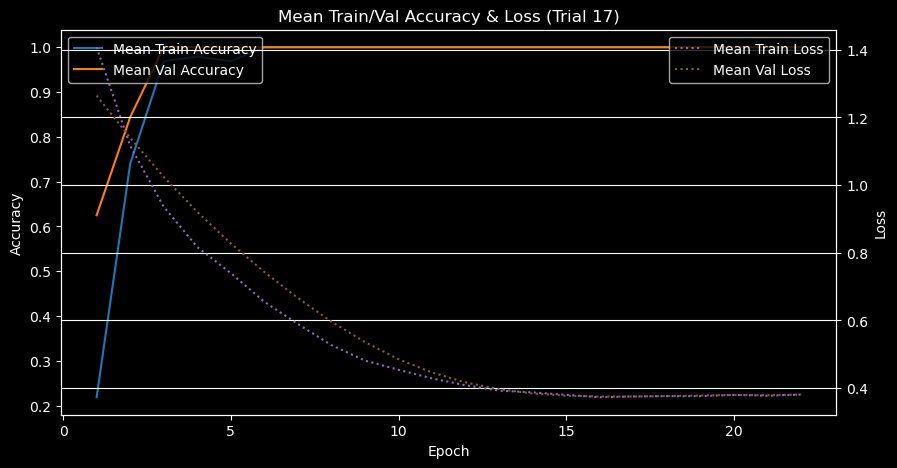 Mean Train/Val Accuracy & Loss (Trial 17)
Mean Train Accuracy
Mean Val Accuracy
Mean Train Loss
Mean Val Loss
Accuracy
1.0
0.9
0.8
0.7
0.6
0.5
0.4
0.3
0.2
1.4
1.2
1.0
0.8
0.6
0.4
Loss
0
5
10
15
20
Epoch